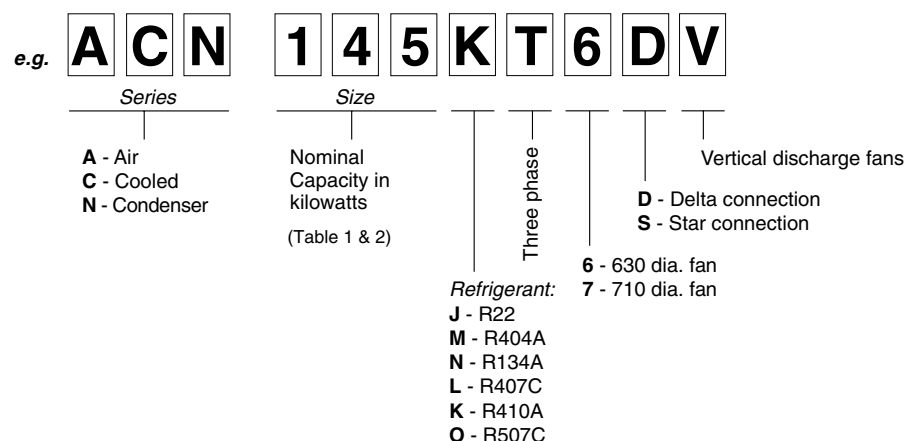 e.g. A C N 1 4 5 K T 6 D V
Series
Size
A - Air
C - Cooled
N - Condenser
Nominal
Capacity in
kilowatts
(Table 1 & 2)
Refrigerant:
J - R22
M - R404A
N - R134A
L - R407C
K - R410A
Q - R507C
Three phase
6 - 630 dia. fan
7 - 710 dia. fan
D - Delta connection
S - Star connection
Vertical discharge fans